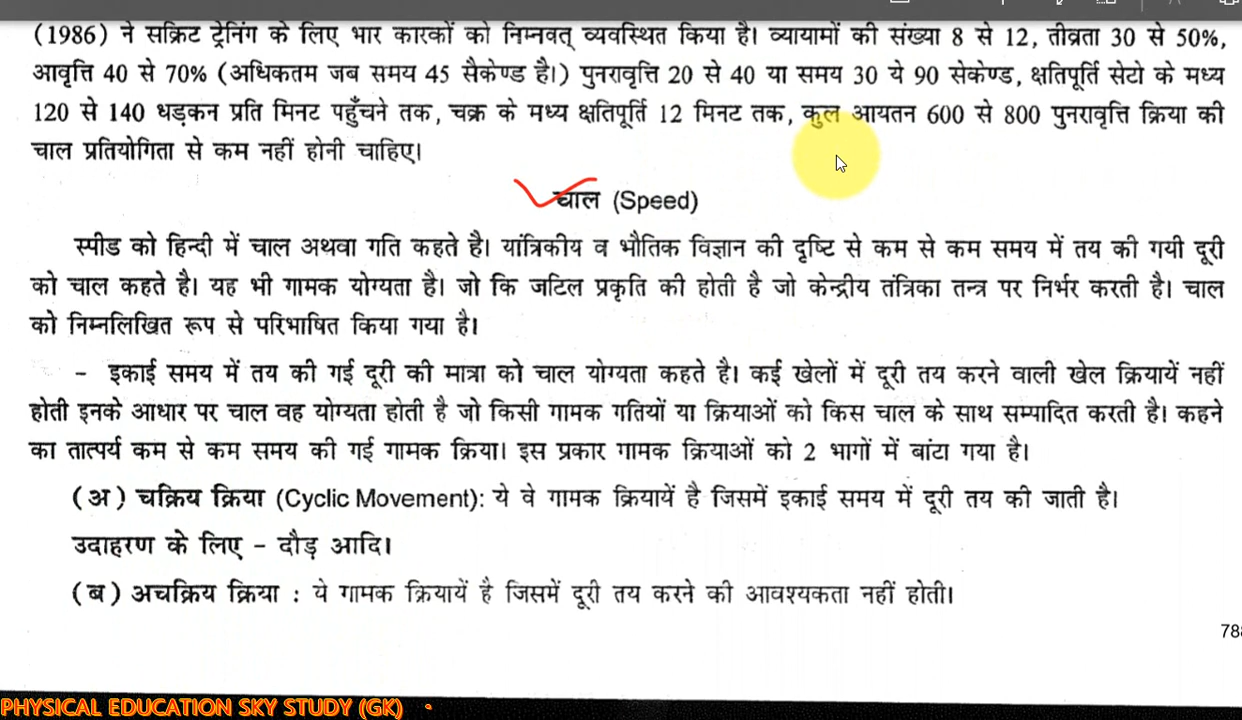 (1986) ने सक्रिट ट्रेनिंग के लिए भार कारकों को निम्नवत् व्यवस्थित किया है। व्यायामों की संख्या 8 से 12, तीव्रता 30 से 50%,
आवृत्ति 40 से 70% (अधिकतम जब समय 45 सैकेण्ड है।) पुनरावृत्ति 20 से 40 या समय 30 ये 90 सेकेण्ड, क्षतिपूर्ति सेटो के मध्य
120 से 140 धड़कन प्रति मिनट पहुँचने तक, चक्र के मध्य क्षतिपूर्ति 12 मिनट तक, कुल आयतन 600 से 800 पुनरावृत्ति क्रिया की
चाल प्रतियोगिता से कम नहीं होनी चाहिए।
चाल (Speed)
स्पीड को हिन्दी में चाल अथवा गति कहते है। यांत्रिकीय व भौतिक विज्ञान की दृष्टि से कम से कम समय में तय की गयी दूरी
को चाल कहते है। यह भी गामक योग्यता है। जो कि जटिल प्रकृति की होती है जो केन्द्रीय तंत्रिका तन्त्र पर निर्भर करती है। चाल
को निम्नलिखित रूप से परिभाषित किया गया है।
- इकाई समय में तय की गई दूरी की मात्रा को चाल योग्यता कहते है। कई खेलों में दूरी तय करने वाली खेल क्रियायें नहीं
होती इनके आधार पर चाल वह योग्यता होती है जो किसी गामक गतियों या क्रियाओं को किस चाल के साथ सम्पादित करती है। कहने
का तात्पर्य कम से कम समय की गई गामक क्रिया। इस प्रकार गामक क्रियाओं को 2 भागों में बांटा गया है।
(अ) चक्रिय क्रिया (Cyclic Movement): ये वे गामक क्रियायें है जिसमें इकाई समय में दूरी तय की जाती है।
उदाहरण के लिए - दौड़ आदि।
(ब) अचक्रिय क्रिया : ये गामक क्रियायें है जिसमें दूरी तय करने की आवश्यकता नहीं होती।
788
PHYSICAL EDUCATION SKY STUDY (GK)